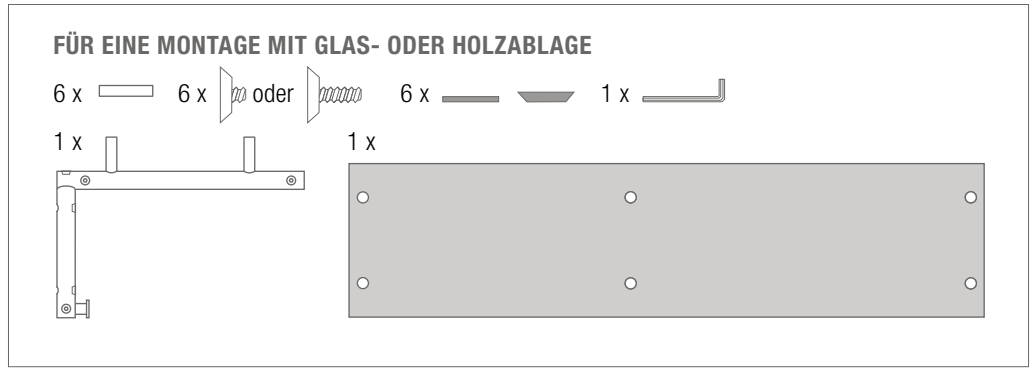 FÜR EINE MONTAGE MIT GLAS- ODER HOLZABLAGE
6 x 6 x oder 6 x 1 x
1 x 1 x